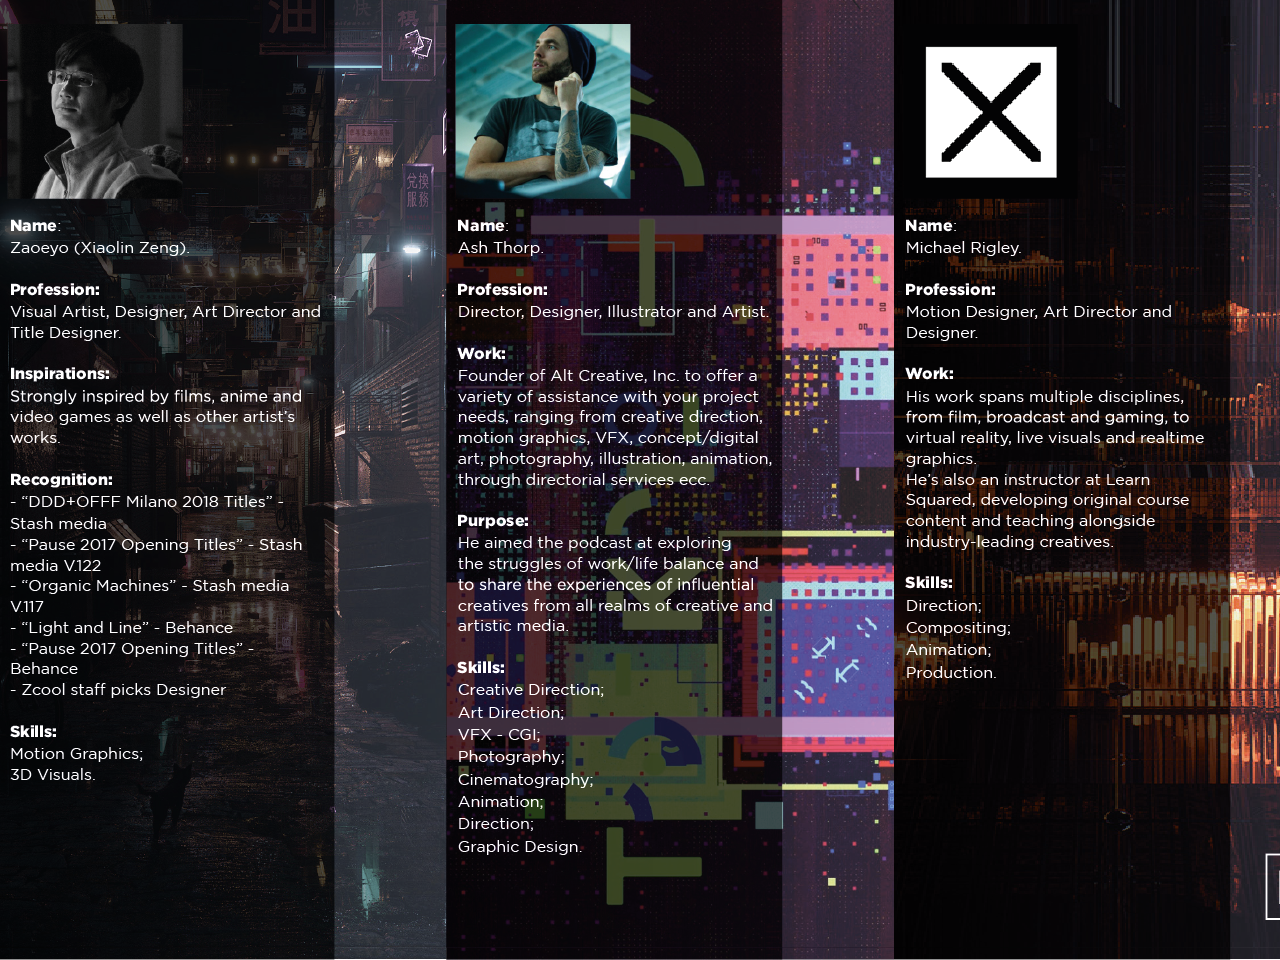 油
快
兌換
服務
Name:
Zaoeyo (Xiaolin Zeng).
Profession:
Visual Artist, Designer, Art Director and
Title Designer.
Inspirations:
Strongly inspired by films, anime and
video games as well as other artist's
works.
Recognition:
- “DDD+OFFF Milano 2018 Titles” -
Stash media
- “Pause 2017 Opening Titles” - Stash
media V.122
- “Organic Machines” - Stash media
V.117
- “Light and Line” - Behance
- “Pause 2017 Opening Titles” -
Behance
- Zcool staff picks Designer
Skills:
Motion Graphics;
3D Visuals.
Name:
Ash Thorp.
Profession:
Director, Designer, Illustrator and Artist.
Work:
Founder of Alt Creative, Inc. to offer a
variety of assistance with your project
needs, ranging from creative direction,
motion graphics, VFX, concept/digital
art, photography, illustration, animation,
through directorial services ecc.
Purpose:
He aimed the podcast at exploring
the struggles of work/life balance and
to share the experiences of influential
creatives from all realms of creative and
artistic media.
Skills:
Creative Direction;
Art Direction;
VFX - CGI;
Photography;
Cinematography;
Animation;
Direction;
Graphic Design.
Name:
Michael Rigley.
Profession:
Motion Designer, Art Director and
Designer.
Work:
His work spans multiple disciplines,
from film, broadcast and gaming, to
virtual reality, live visuals and realtime
graphics.
He's also an instructor at Learn
Squared, developing original course
content and teaching alongside
industry-leading creatives.
Skills:
Direction;
Compositing;
Animation;
Production.